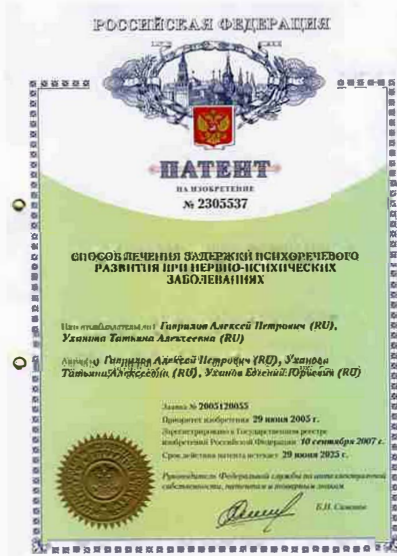 РОССИЙСКАЯ ФЕДЕРАЦИЯ
ПАТЕНТ
НА ИЗОБРЕТЕНИЕ
№ 2305537
СПОСОБ ЛЕЧЕНИЯ ЗАДЕРЖКИ ПСИХОРЕЧЕВОГО
РАЗВИТИЯ ПРИ НЕРВНО-ПСИХИЧЕСКИХ
ЗАБОЛЕВАНИЯХ
Гаврилов Алексей Петрович (RU),
Татьяна Алексеевна (RU)
Гаврилов Алексей Петрович (RU), Уханова
Татьяна Алексеевна (RU), Уханов Евгений Юрьевич (RU)
Заявка № 2005120055
Приоритет изобретения 29 июня 2005 г.
Зарегистрировано в Государственном реестре
изобретений Российской Федерации 10 сентября 2007 г.
Срок действия патента истекает 29 июня 2025 г.
Руководитель Федеральной службы по интеллектуальной
собственности, патентам и товарным знакам
Б.П. Симонов